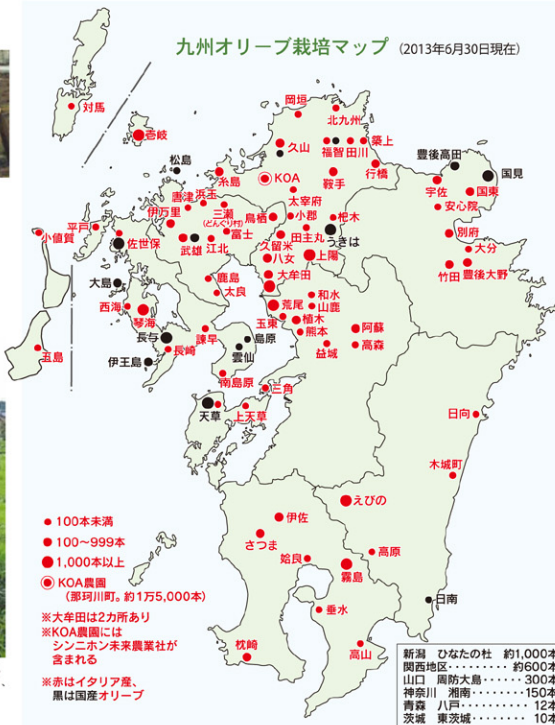 九州オリーブ栽培マップ (2013年6月30日現在)
対馬
壱岐
岡垣
北九州
久山
福智
田川
築上
行橋
豊後高田
国見
松島
糸島
KOA
鞍手
宇佐
国東
安心院
唐津
浜玉
三瀬
(どんぐり村)
太宰府
小値賀
平戸
伊万里
富士
鳥栖
小郡
杷木
別府
佐世保
武雄
江北
久留米
田主丸
うきは
大分
八女
上陽
竹田
豊後大野
大島
鹿島
大牟田
西海
太良
荒尾
和水
山鹿
琴海
玉東
植木
阿蘇
長与
諫早
島原
熊本
高森
五島
長崎
雲仙
益城
伊王島
南島原
三角
天草
上天草
日向
木城町
えびの
伊佐
さつま
高原
姶良
霧島
日南
垂水
枕崎
高山
100本未満
100〜999本
1,000本以上
KOA農園
(那珂川町。約1万5,000本)
※大牟田は2カ所あり
※KOA農園には
シンニホン未来農業社が
含まれる
※赤はイタリア産、
黒は国産オリーブ
新潟 ひなたの杜 約1,000本
関西地区・・・・・・・・・ 約600本
山口 周防大島・・・・・・・ 300本
神奈川 湘南・・・・・・・・ 150本
青森 八戸・・・・・・・・・・ 12本
茨城 東茨城・・・・・・・・・ 10本
、